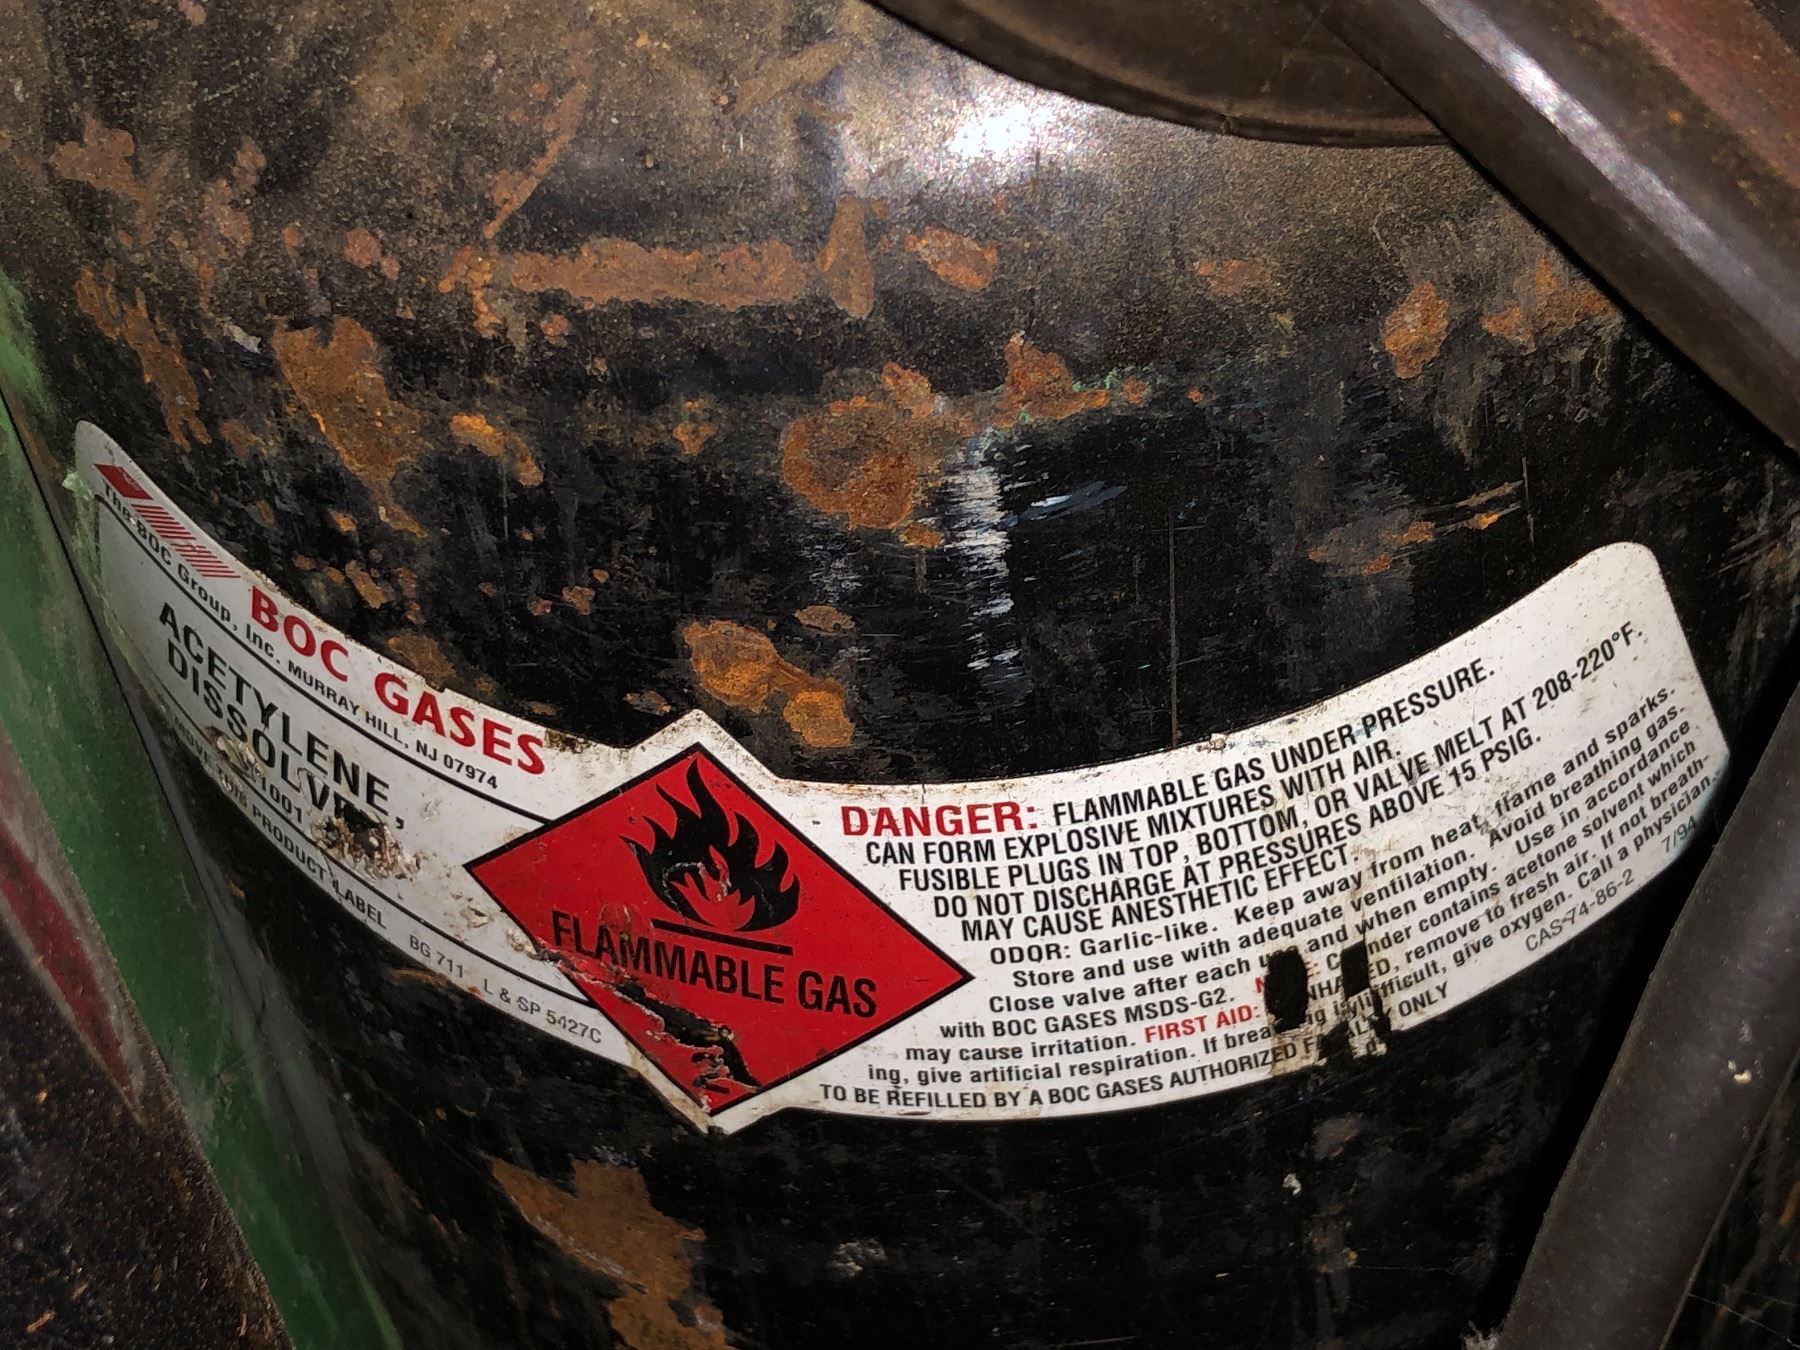 The BOC Group, Inc. MURRAY HILL, NJ 07974
BOC GASES
ACETYLENE,
DISSOLVED,
1001
PRODUCT LABEL
BG 711
L & SP 5427C
FLAMMABLE GAS
DANGER: FLAMMABLE GAS UNDER PRESSURE.
CAN FORM EXPLOSIVE MIXTURES WITH AIR.
FUSIBLE PLUGS IN TOP, BOTTOM, OR VALVE MELT AT 208-220°F.
DO NOT DISCHARGE AT PRESSURES ABOVE 15 PSIG.
MAY CAUSE ANESTHETIC EFFECT.
ODOR: Garlic-like. Keep away from heat, flame and sparks.
Store and use with adequate ventilation. Avoid breathing gas.
Close valve after each use and when empty. Use in accordance
with BOC GASES MSDS-G2. contains acetone solvent which
may cause irritation. FIRST AID: remove to fresh air. If not breath-
ing, give artificial respiration. If breathing is difficult, give oxygen. Call a physician.
TO BE REFILLED BY A BOC GASES AUTHORIZED ONLY
CAS-74-86-2
7/94